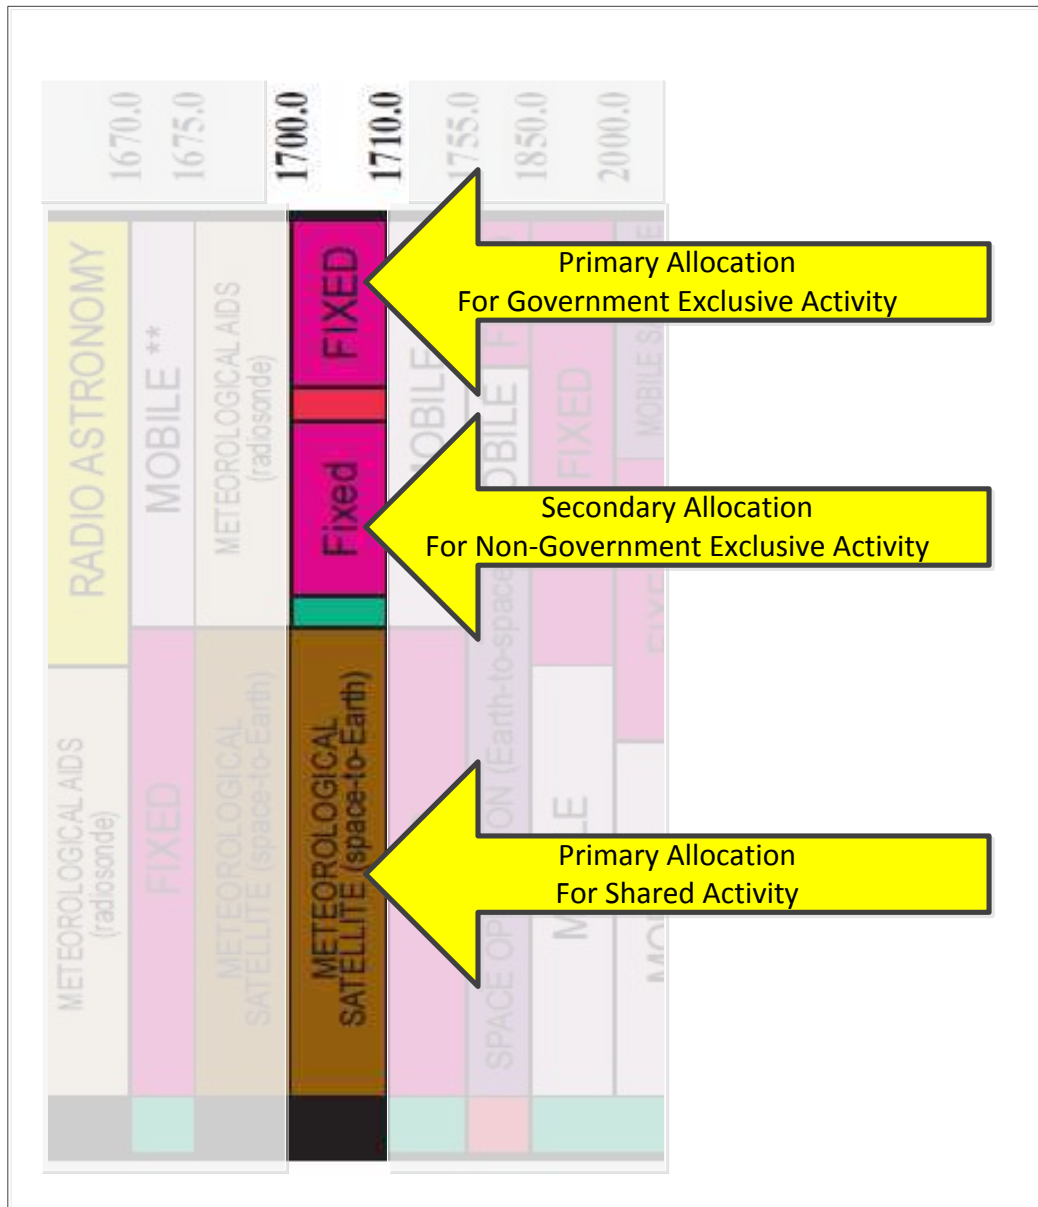 1670.0
1675.0
1700.0
1710.0
1755.0
1850.0
2000.0
RADIO ASTRONOMY
METEOROLOGICAL AIDS
(radiosonde)
MOBILE **
FIXED
METEOROLOGICAL AIDS
(radiosonde)
METEOROLOGICAL
SATELLITE (space-to-Earth)
FIXED
Fixed
METEOROLOGICAL
SATELLITE (space-to-Earth)
MOBILE
FIXED
MOBILE
Primary Allocation
For Government Exclusive Activity
Secondary Allocation
For Non-Government Exclusive Activity
Primary Allocation
For Shared Activity